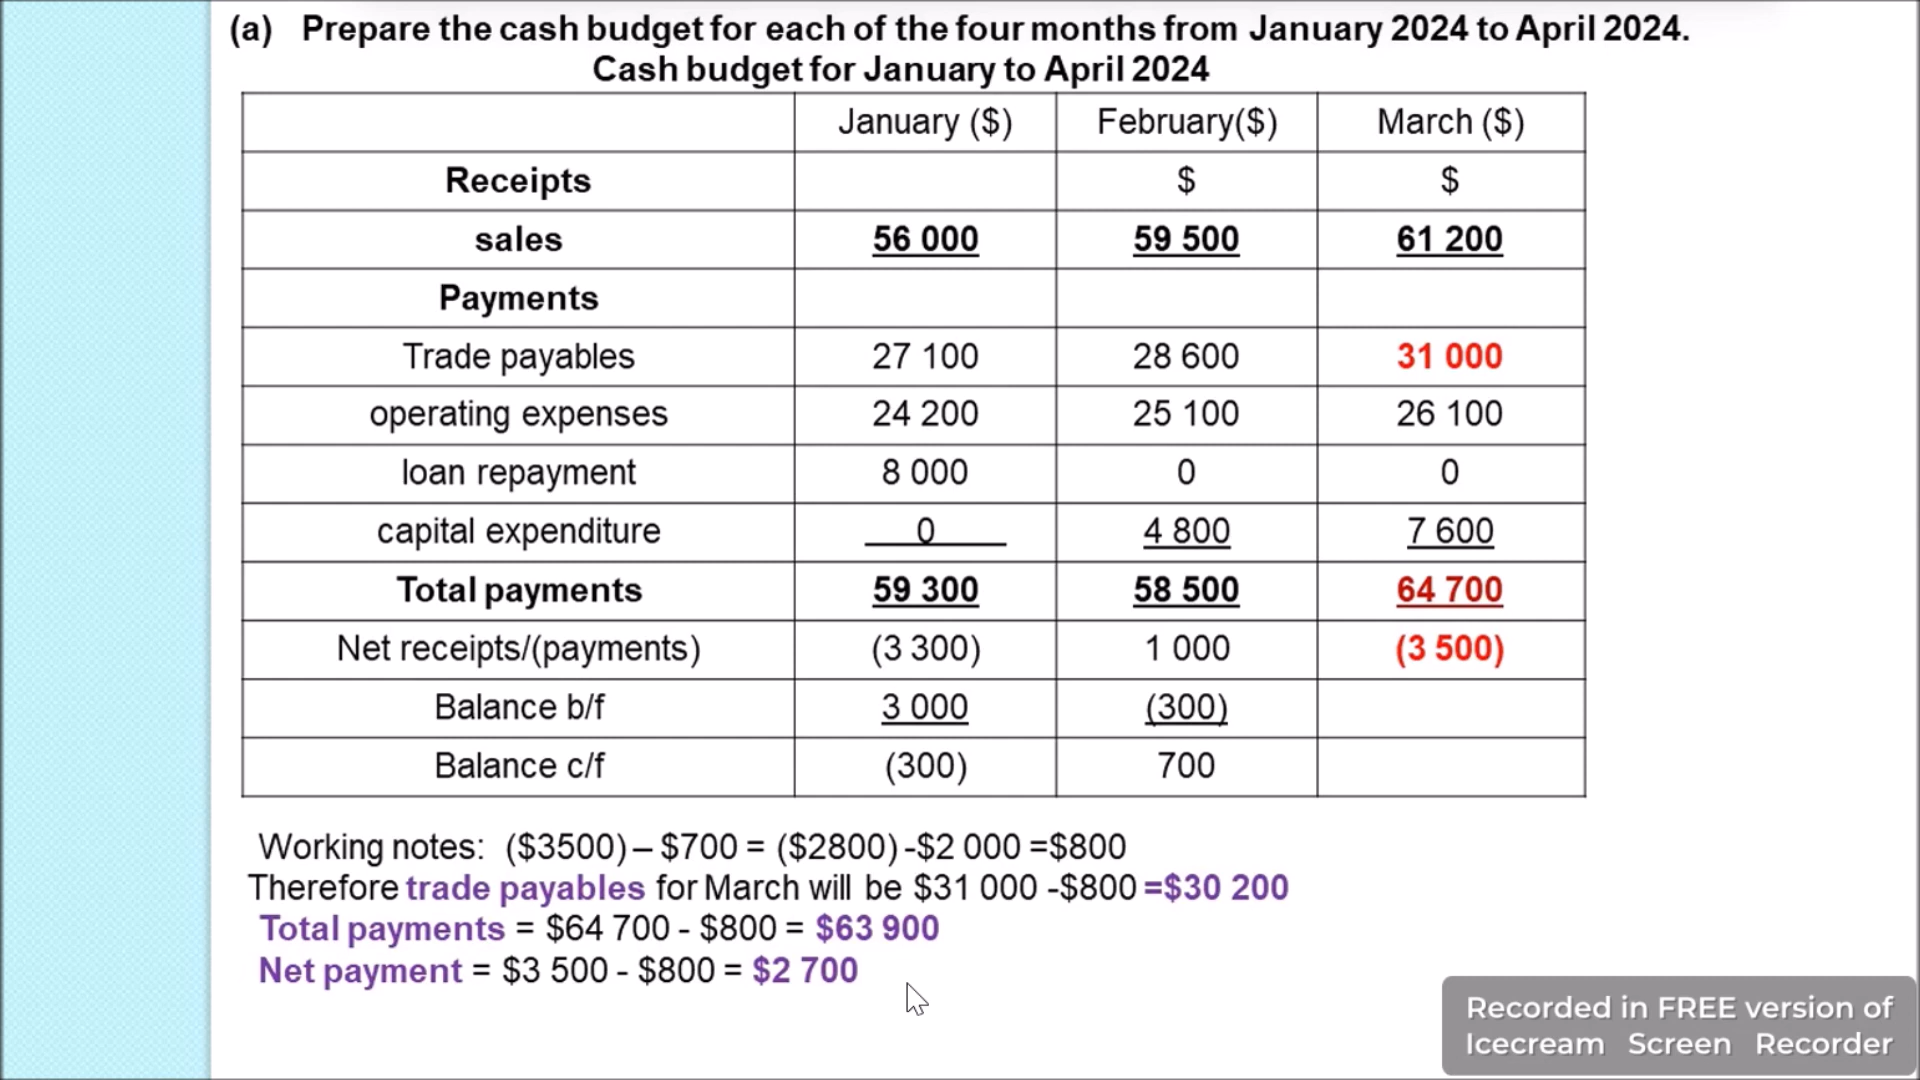 (a) Prepare the cash budget for each of the four months from January 2024 to April 2024.
Cash budget for January to April 2024
January ($) February($) March ($)
Receipts $ $
sales 56 000 59 500 61 200
Payments
Trade payables 27 100 28 600 31 000
operating expenses 24 200 25 100 26 100
loan repayment 8 000 0 0
capital expenditure 0 4 800 7 600
Total payments 59 300 58 500 64 700
Net receipts/(payments) (3 300) 1 000 (3 500)
Balance b/f 3 000 (300)
Balance c/f (300) 700
Working notes: ($3500) – $700 = ($2800) -$2 000 =$800
Therefore trade payables for March will be $31 000 -$800 =$30 200
Total payments = $64 700 - $800 = $63 900
Net payment = $3 500 - $800 = $2 700
Recorded in FREE version of
Icecream Screen Recorder